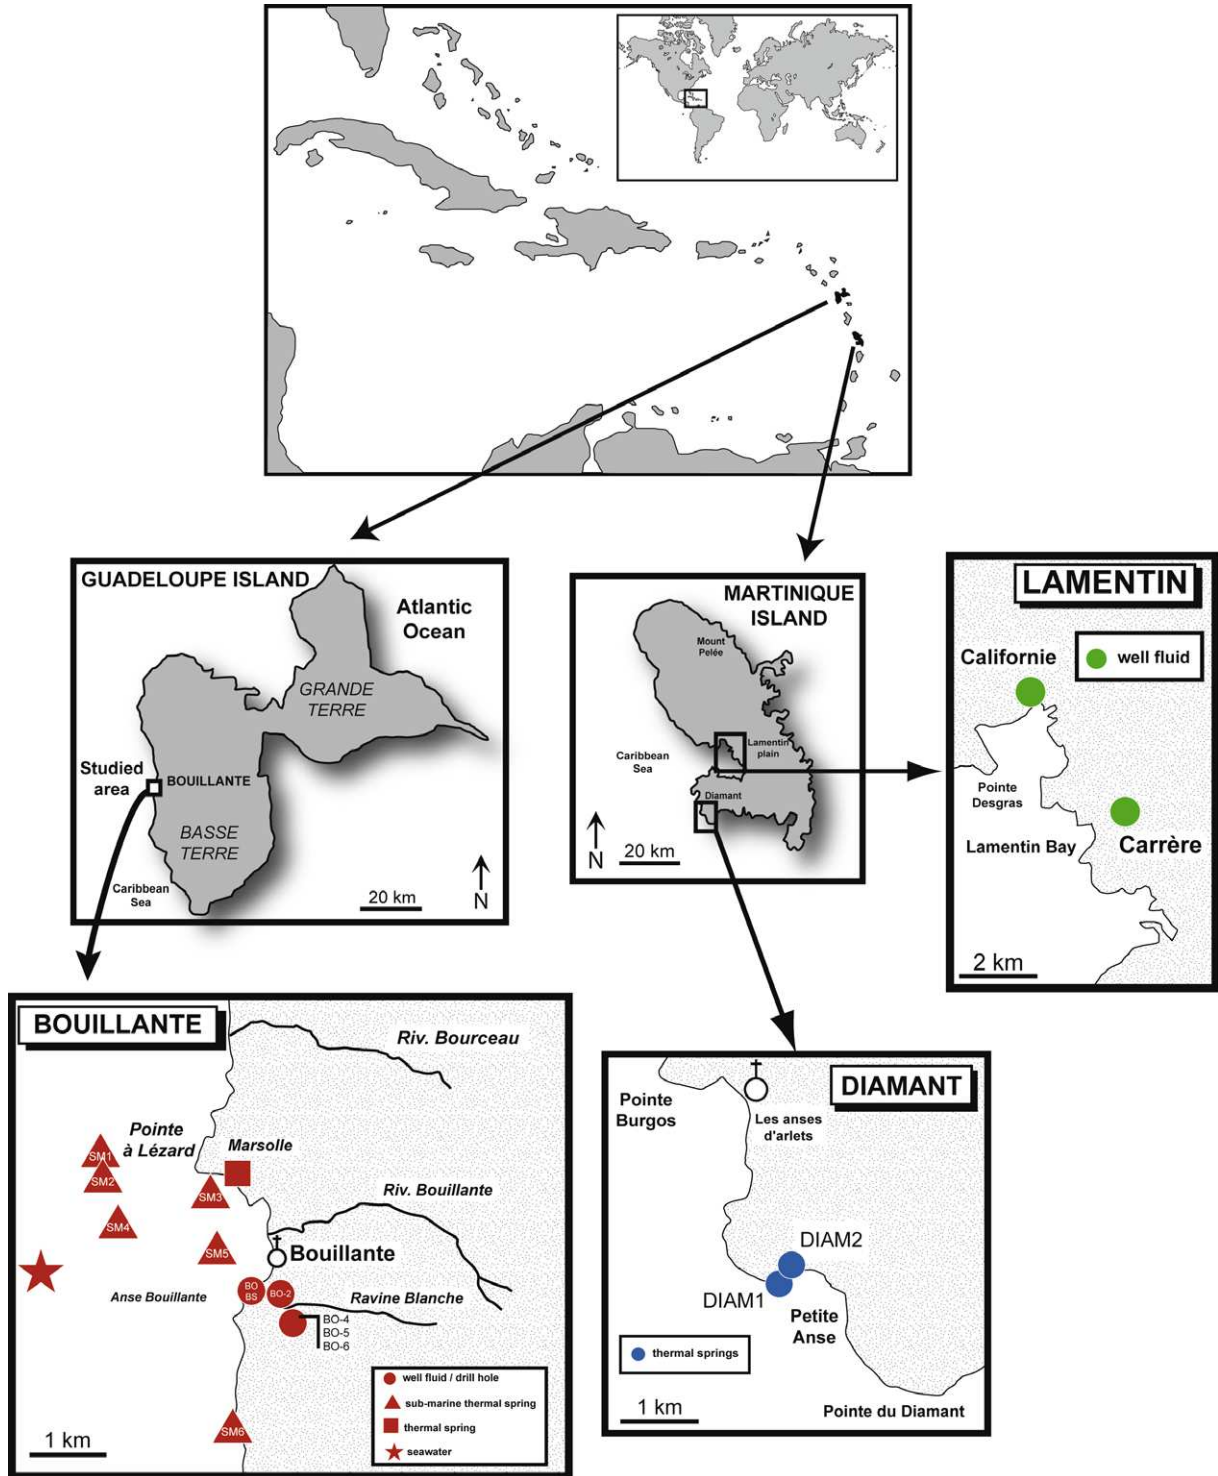 GUADELOUPE ISLAND
Atlantic
Ocean
GRANDE
TERRE
Studied
area
BOUILLANTE
BASSE
TERRE
Caribbean
Sea
20 km
N
MARTINIQUE
ISLAND
Mount
Pelée
Caribbean
Sea
Lamentin
plain
Diamant
N
20 km
LAMENTIN
well fluid
Californie
Pointe
Desgras
Lamentin Bay
Carrère
2 km
BOUILLANTE
Riv. Bourceau
Pointe
à Lézard
Marsolle
SM1
SM2
SM3
SM4
SM5
Riv. Bouillante
Bouillante
Anse Bouillante
BO
BS
BO-2
Ravine Blanche
BO-4
BO-5
BO-6
SM6
well fluid / drill hole
sub-marine thermal spring
thermal spring
seawater
1 km
DIAMANT
Pointe
Burgos
Les anses
d'arlets
DIAM2
DIAM1
Petite
Anse
thermal springs
1 km
Pointe du Diamant